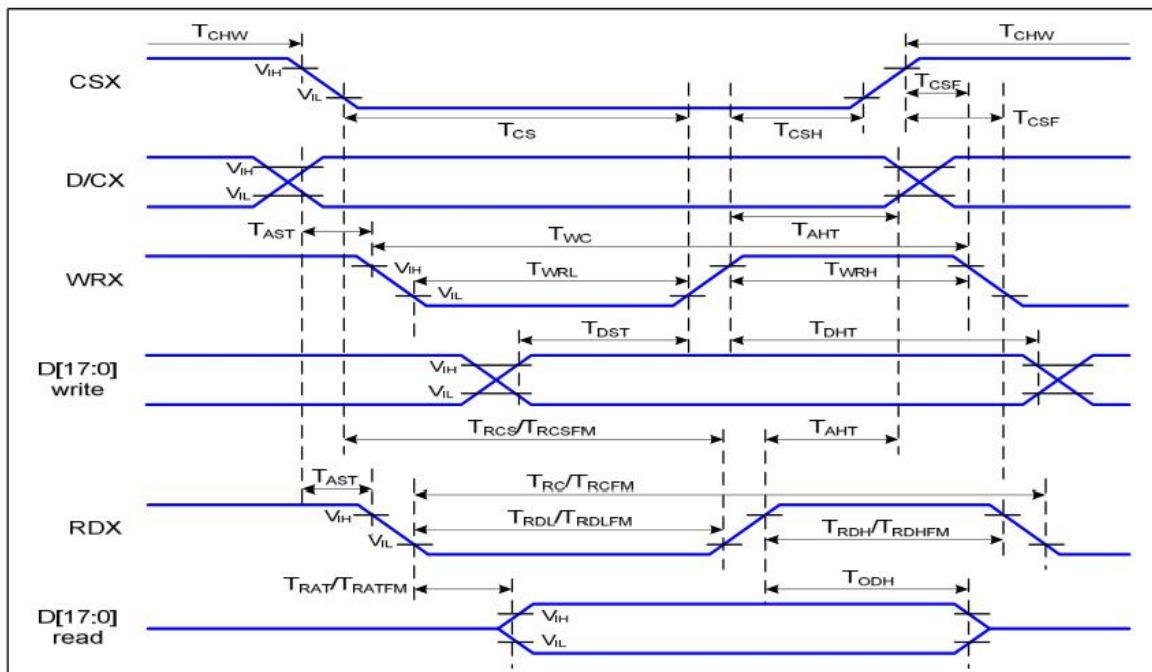 TCHW TCHW
CSX VIH VIL TCSF
TCS TCSH TCSF
D/CX VIH VIL
TAST TWC TAHT
WRX VIH VIL TWRL TWRH
TDST TDHT
D[17:0] VIH
write VIL
TRCS/TRCSFM TAHT
TAST TRC/TRCFM
RDX VIH VIL TRDL/TRDLFM TRDH/TRDHFM
TRAT/TRATFM TODH
D[17:0] VIH
read VIL